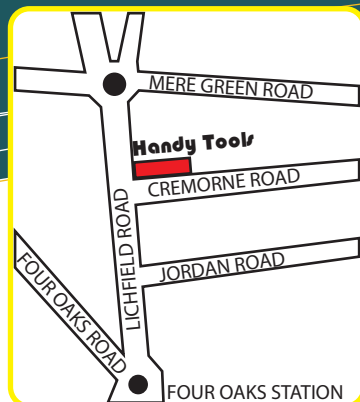 MERE GREEN ROAD
Handy Tools
CREMORNE ROAD
LICHFIELD ROAD
JORDAN ROAD
FOUR OAKS ROAD
FOUR OAKS STATION